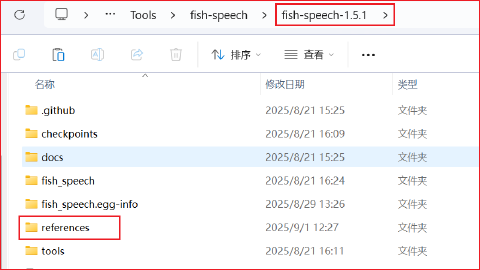 Tools > fish-speech > fish-speech-1.5.1 >
排序 查看
名称 修改日期 类型
.github 2025/8/21 15:25 文件夹
checkpoints 2025/8/21 16:09 文件夹
docs 2025/8/21 15:25 文件夹
fish_speech 2025/8/21 16:24 文件夹
fish_speech.egg-info 2025/8/29 13:26 文件夹
references 2025/9/1 12:27 文件夹
tools 2025/8/21 16:11 文件夹